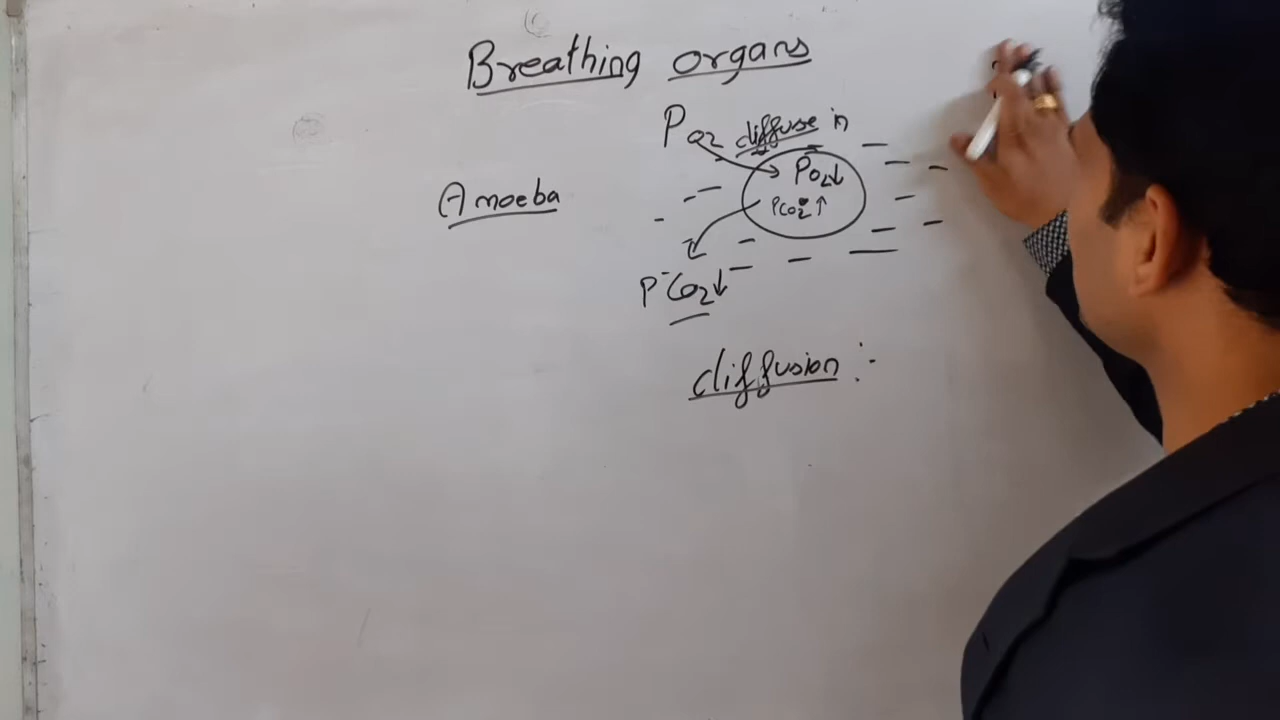 Breathing organs
PO2 diffuse in
PO2↓
Amoeba
PCO2↑
PCO2↓
diffusion :-